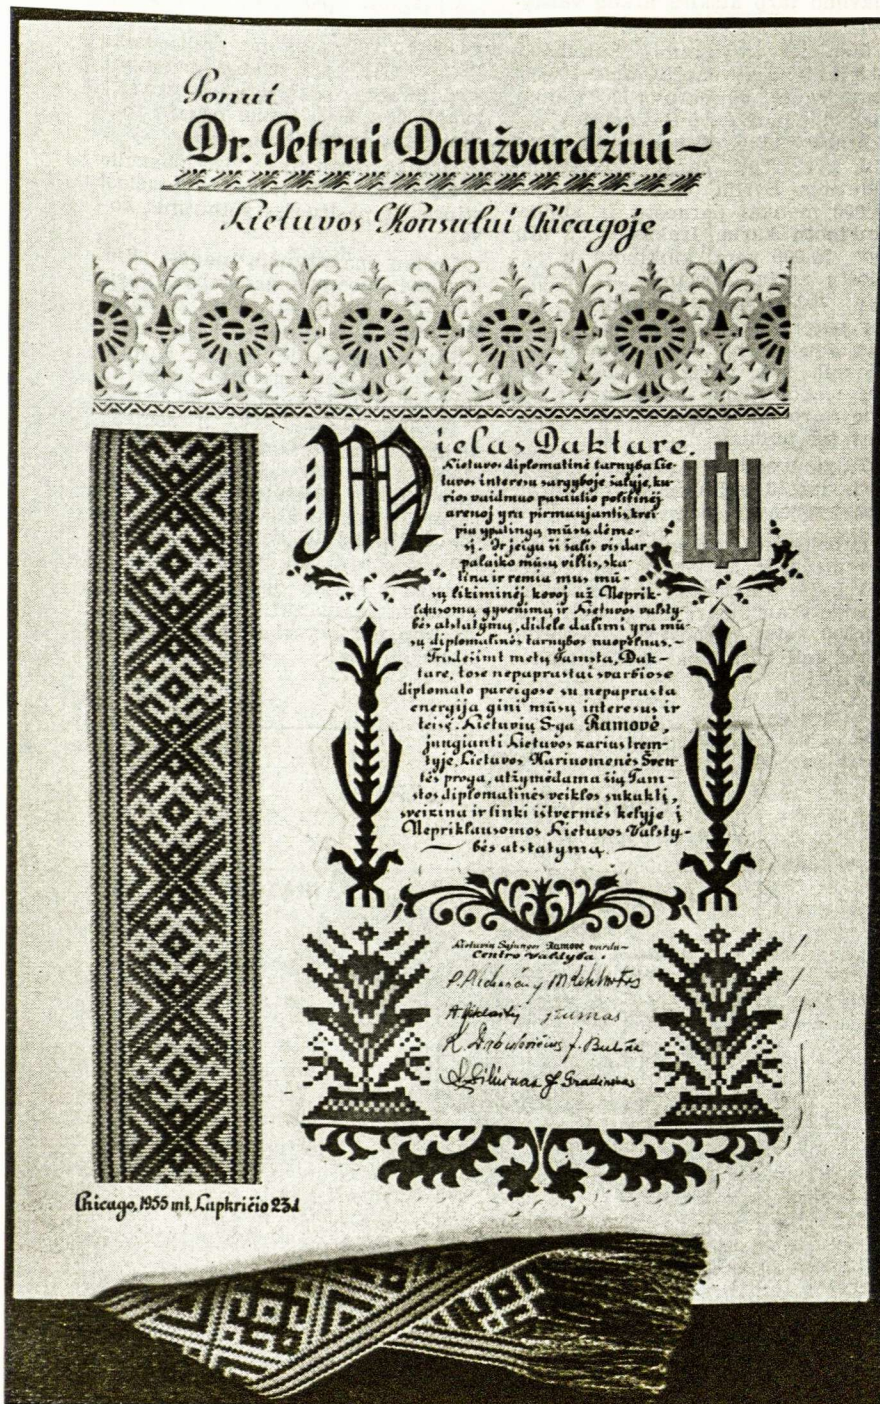 Ponui
Dr. Petrui Daužvardžiui—
Lietuvos Konsului Chicagoje
Mielas Daktare.
Lietuvos diplomatinė tarnyba Lie-
tuvos interesų sargyboje šalyje, ku-
rios vaidmuo pasaulio politinėj
arenoj yra pirmaujantis, krei-
pia ypatingą mūsų dėme-
sį. Ir jeigu ši šalis vis dar
palaiko mūsų viltis, ska-
tina ir remia mus mū-
sų likiminėj kovoj už Neprik-
lausomą gyvenimą ir Lietuvos valsty-
bės atstatymą, didele dalimi yra mū-
sų diplomatinės tarnybos nuopelnas.—
Trisdešimt metų Tamsta, Dak-
tare, tose nepaprastai svarbiose
diplomato pareigose su nepaprasta
energija gini mūsų interesus ir
teisę. Lietuvių S-ga Ramovė,
jungianti Lietuvos karius trem-
tyje, Lietuvos Kariuomenės Šven-
tės proga, atžymėdama šią Tam-
stos diplomatinės veiklos sukaktį,
sveikina ir linki ištvermės kelyje į
Nepriklausomos Lietuvos Valsty-
— bės atstatymą. —
Lietuvių Sąjungos Ramovė vardu—
Centro Valdyba:
J. Bulota
J. Gradinskas
Chicago, 1955 mt. Lapkričio 23 d